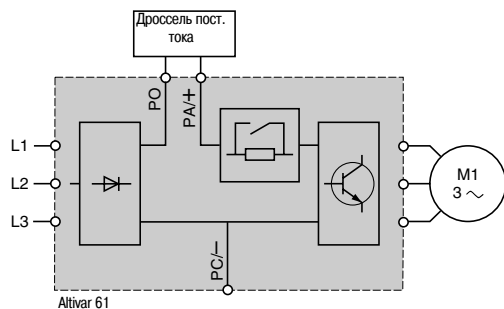 Дроссель пост.
тока
PO
PA/+
L1
L2
L3
M1
3 ~
PC/–
Altivar 61